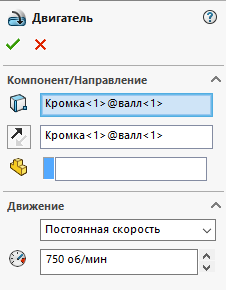 Двигатель
Компонент/Направление
Кромка<1>@валл<1>
Кромка<1>@валл<1>
Движение
Постоянная скорость
750 об/мин